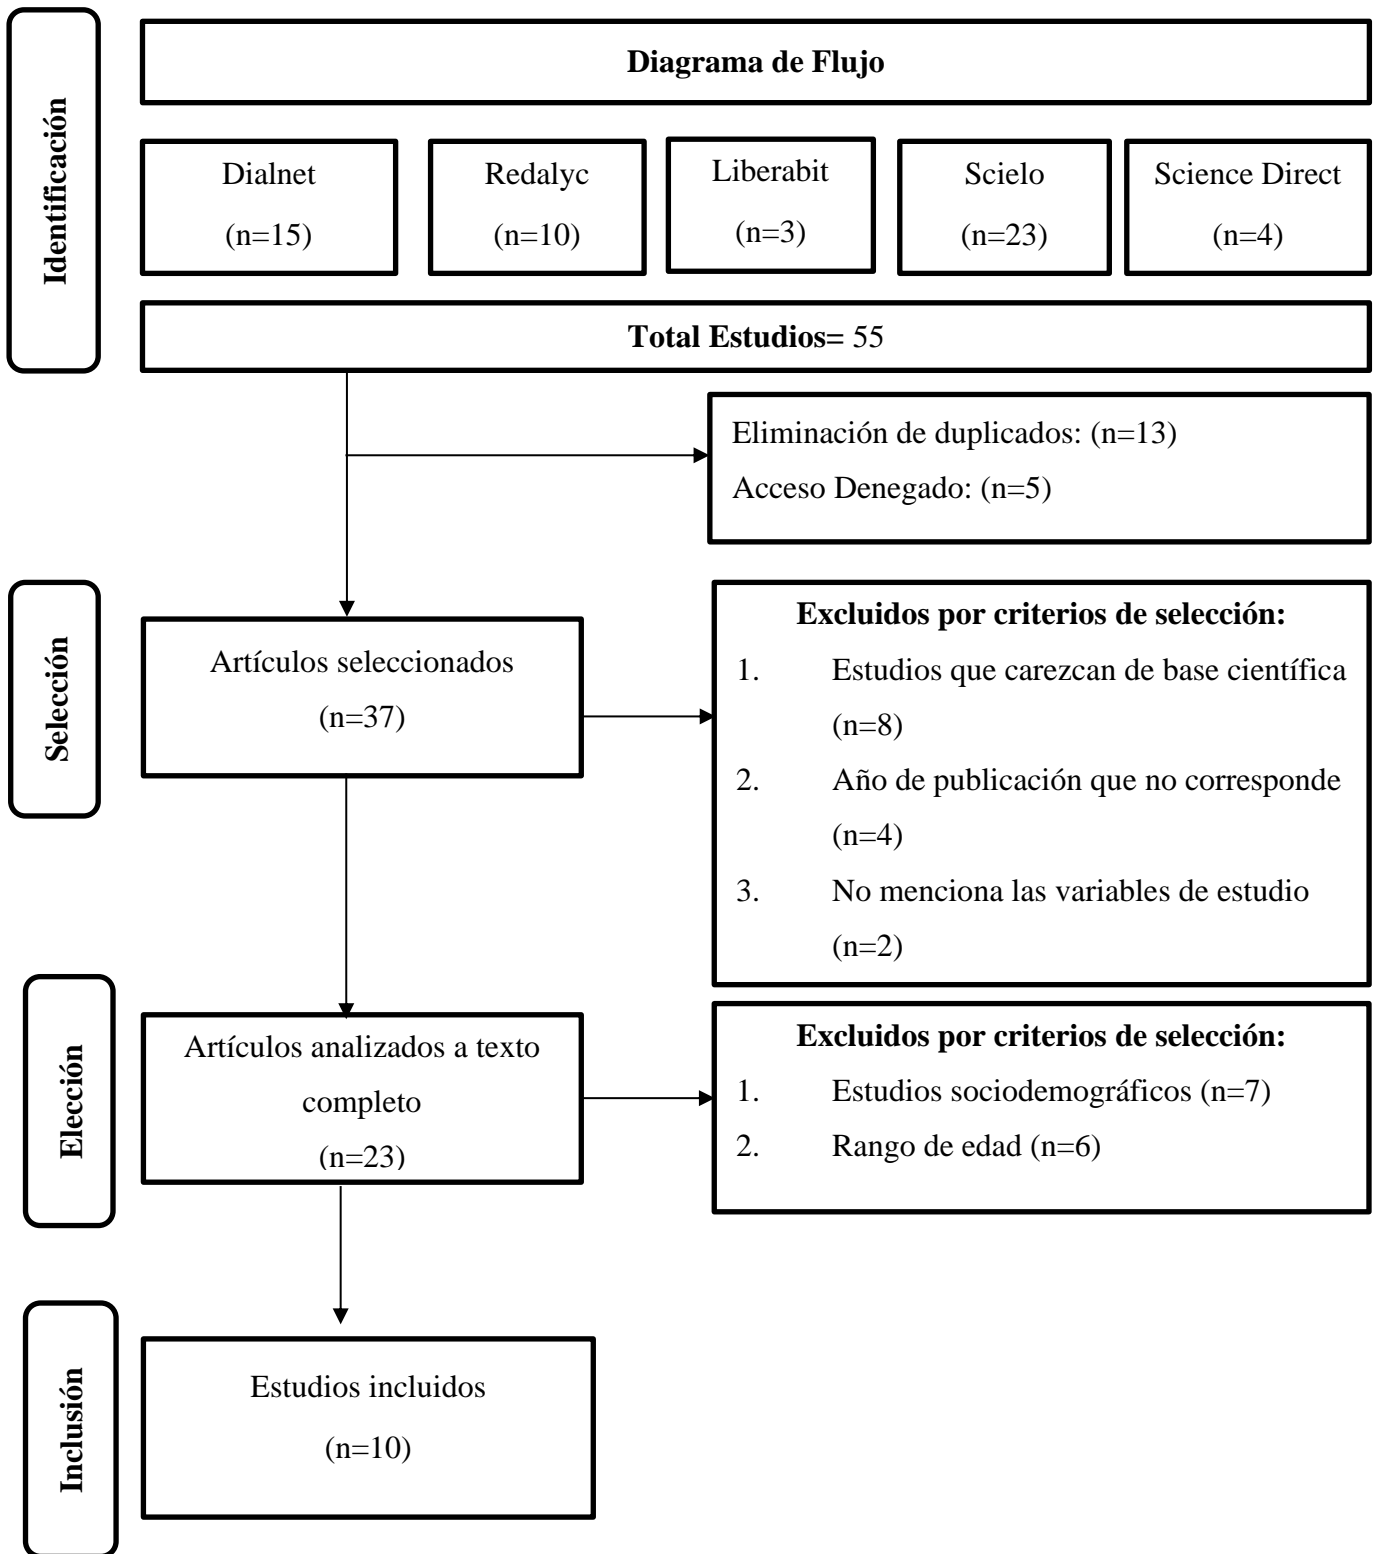 Identificación
Diagrama de Flujo
Dialnet
(n=15)
Redalyc
(n=10)
Liberabit
(n=3)
Scielo
(n=23)
Science Direct
(n=4)
Total Estudios= 55
Eliminación de duplicados: (n=13)
Acceso Denegado: (n=5)
Selección
Artículos seleccionados
(n=37)
Excluidos por criterios de selección:
1. Estudios que carezcan de base científica
(n=8)
2. Año de publicación que no corresponde
(n=4)
3. No menciona las variables de estudio
(n=2)
Elección
Artículos analizados a texto
completo
(n=23)
Excluidos por criterios de selección:
1. Estudios sociodemográficos (n=7)
2. Rango de edad (n=6)
Inclusión
Estudios incluidos
(n=10)